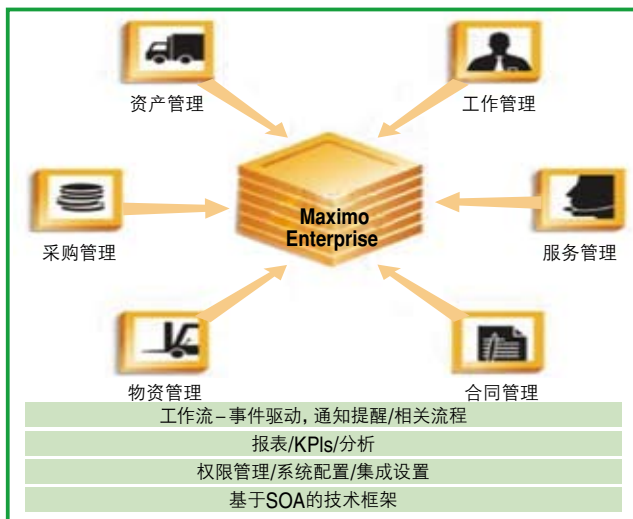 资产管理
工作管理
Maximo
Enterprise
采购管理
服务管理
物资管理
合同管理
工作流－事件驱动, 通知提醒/相关流程
报表/KPIs/分析
权限管理/系统配置/集成设置
基于SOA的技术框架